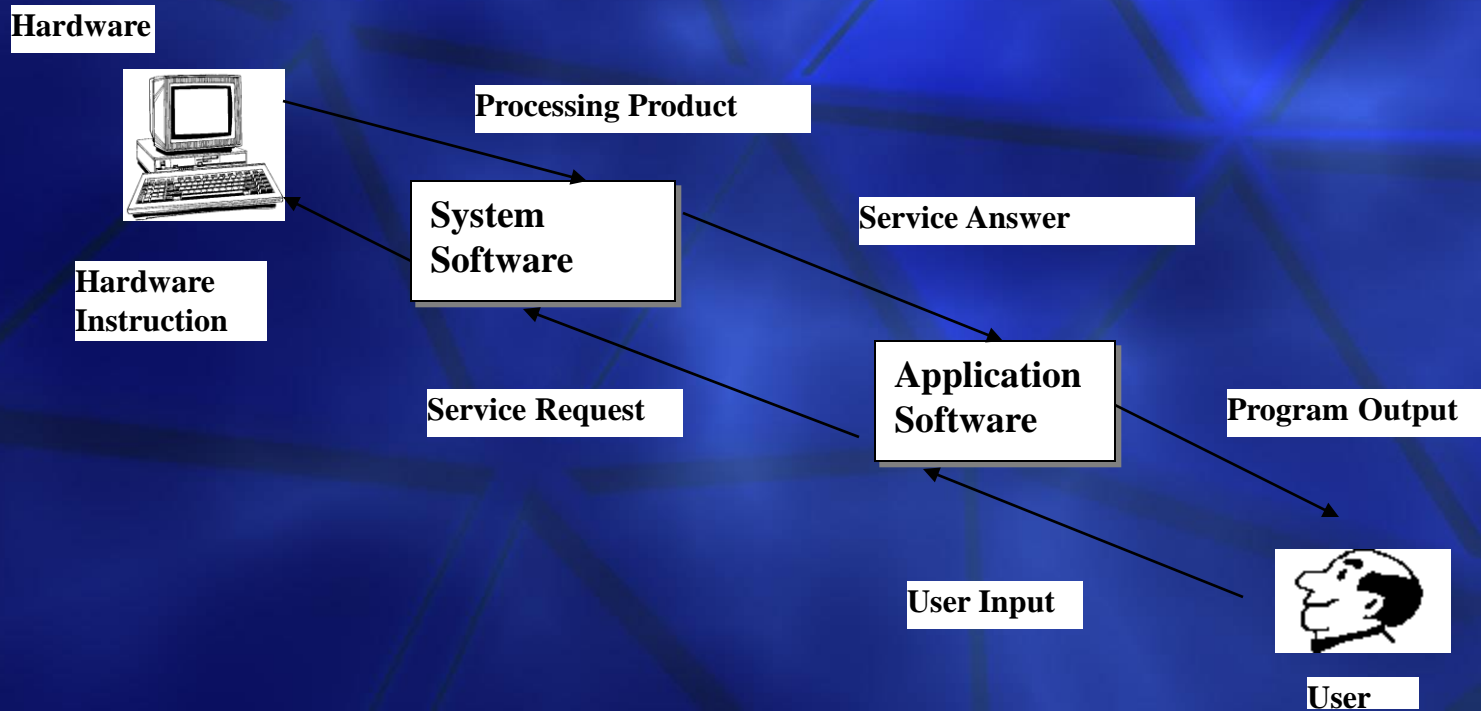 Hardware
Processing Product
System
Software
Service Answer
Hardware
Instruction
Application
Software
Service Request
Program Output
User Input
User